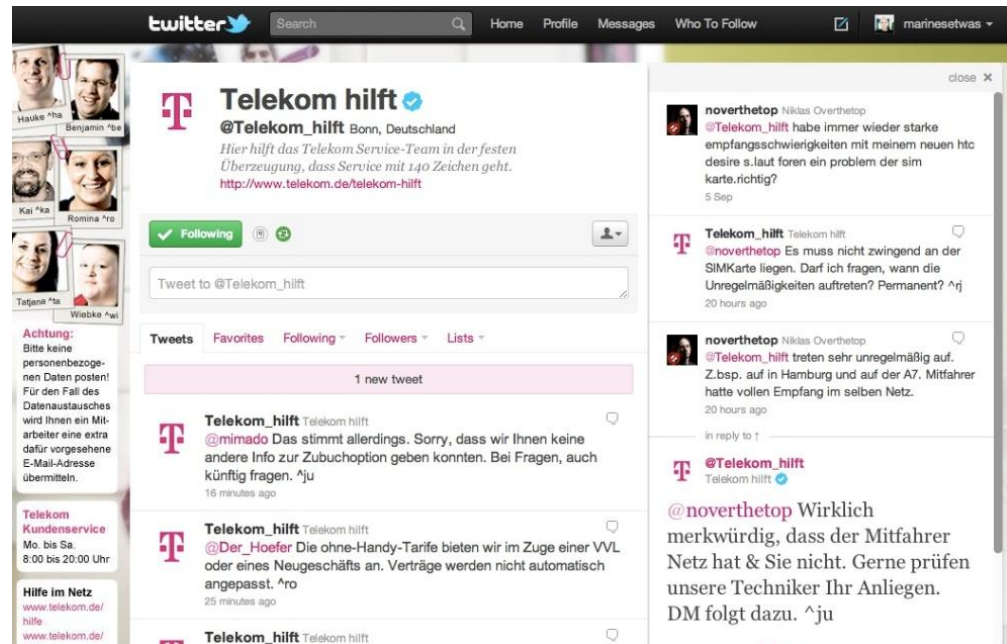 twitter Search Home Profile Messages Who To Follow marinesetwas
Hauke ^ha
Benjamin ^be
Kai ^ka
Romina ^ro
Tatjana ^ta
Wiebke ^wi
Achtung:
Bitte keine
personenbezoge-
nen Daten posten!
Für den Fall des
Datenaustausches
wird Ihnen ein Mit-
arbeiter eine extra
dafür vorgesehene
E-Mail-Adresse
übermitteln.
Telekom
Kundenservice
Mo. bis Sa.
8:00 bis 20:00 Uhr
Hilfe im Netz
www.telekom.de/
hilfe
www.telekom.de/
T
Telekom hilft
@Telekom_hilft Bonn, Deutschland
Hier hilft das Telekom Service-Team in der festen
Überzeugung, dass Service mit 140 Zeichen geht.
http://www.telekom.de/telekom-hilft
Following
Tweet to @Telekom_hilft
Tweets Favorites Following Followers Lists
1 new tweet
Telekom_hilft Telekom hilft
@mimado Das stimmt allerdings. Sorry, dass wir Ihnen keine
andere Info zur Zubuchoption geben konnten. Bei Fragen, auch
künftig fragen. ^ju
16 minutes ago
Telekom_hilft Telekom hilft
@Der_Hoefer Die ohne-Handy-Tarife bieten wir im Zuge einer VVL
oder eines Neugeschäfts an. Verträge werden nicht automatisch
angepasst. ^ro
25 minutes ago
Telekom_hilft Telekom hilft
close X
noverthetop Niklas Overthetop
@Telekom_hilft habe immer wieder starke
empfangsschwierigkeiten mit meinem neuen htc
desire s.laut foren ein problem der sim
karte.richtig?
5 Sep
Telekom_hilft Telekom hilft
@noverthetop Es muss nicht zwingend an der
SIMKarte liegen. Darf ich fragen, wann die
Unregelmäßigkeiten auftreten? Permanent? ^rj
20 hours ago
noverthetop Niklas Overthetop
@Telekom_hilft treten sehr unregelmäßig auf.
Z.bsp. auf in Hamburg und auf der A7. Mitfahrer
hatte vollen Empfang im selben Netz.
20 hours ago
in reply to ↑
@Telekom_hilft
Telekom hilft
@noverthetop Wirklich
merkwürdig, dass der Mitfahrer
Netz hat & Sie nicht. Gerne prüfen
unsere Techniker Ihr Anliegen.
DM folgt dazu. ^ju